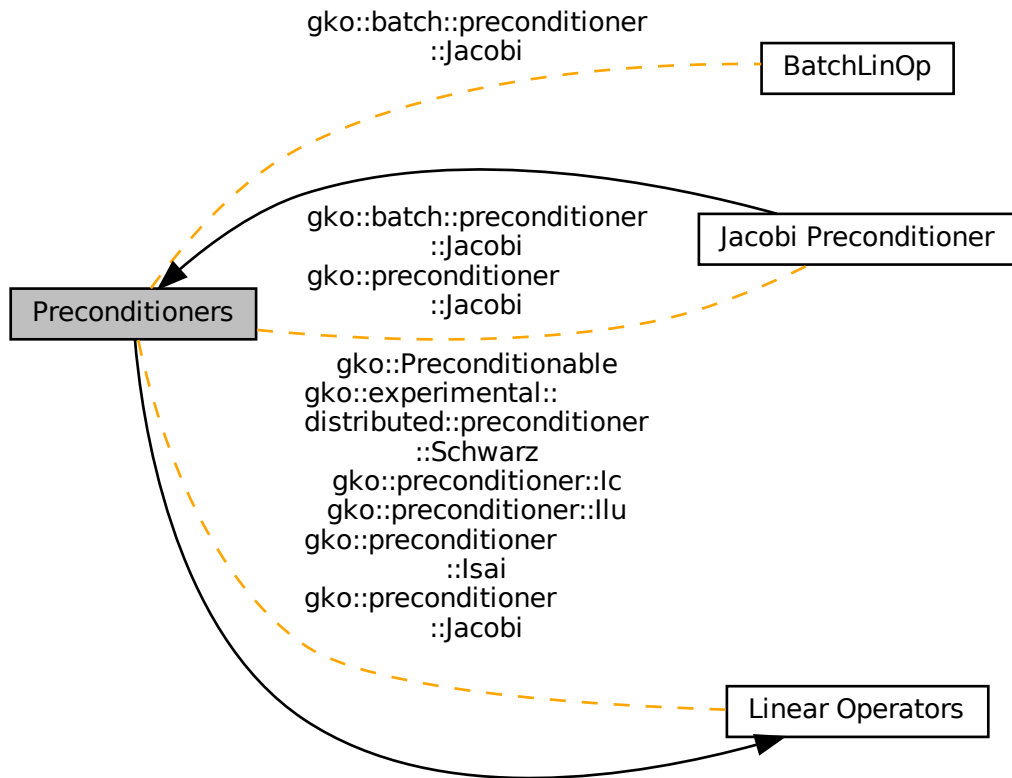 gko::batch::preconditioner
::Jacobi
BatchLinOp
gko::batch::preconditioner
::Jacobi
gko::preconditioner
::Jacobi
Jacobi Preconditioner
Preconditioners
gko::Preconditionable
gko::experimental::
distributed::preconditioner
::Schwarz
gko::preconditioner::Ic
gko::preconditioner::Ilu
gko::preconditioner
::Isai
gko::preconditioner
::Jacobi
Linear Operators